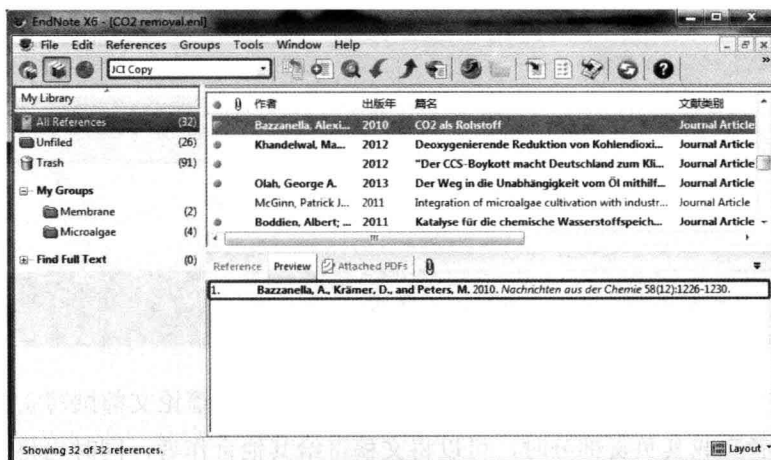 EndNote X6 - [CO2 removal.enl]
File Edit References Groups Tools Window Help
JCI Copy
My Library
作者 出版年 篇名 文献类别
All References (32)
Bazzanella, Alexi... 2010 CO2 als Rohstoff Journal Article
Unfiled (26)
Khandelwal, Ma... 2012 Deoxygenierende Reduktion von Kohlendioxi... Journal Article
Trash (91)
2012 "Der CCS-Boykott macht Deutschland zum Kli... Journal Article
My Groups
Olah, George A. 2013 Der Weg in die Unabhängigkeit vom Öl mithilf... Journal Article
Membrane (2)
McGinn, Patrick J... 2011 Integration of microalgae cultivation with industr... Journal Article
Microalgae (4)
Boddien, Albert; ... 2011 Katalyse für die chemische Wasserstoffspeich... Journal Article
Find Full Text (0)
Reference Preview Attached PDFs
1. Bazzanella, A., Krämer, D., and Peters, M. 2010. Nachrichten aus der Chemie 58(12):1226-1230.
Showing 32 of 32 references.
Layout